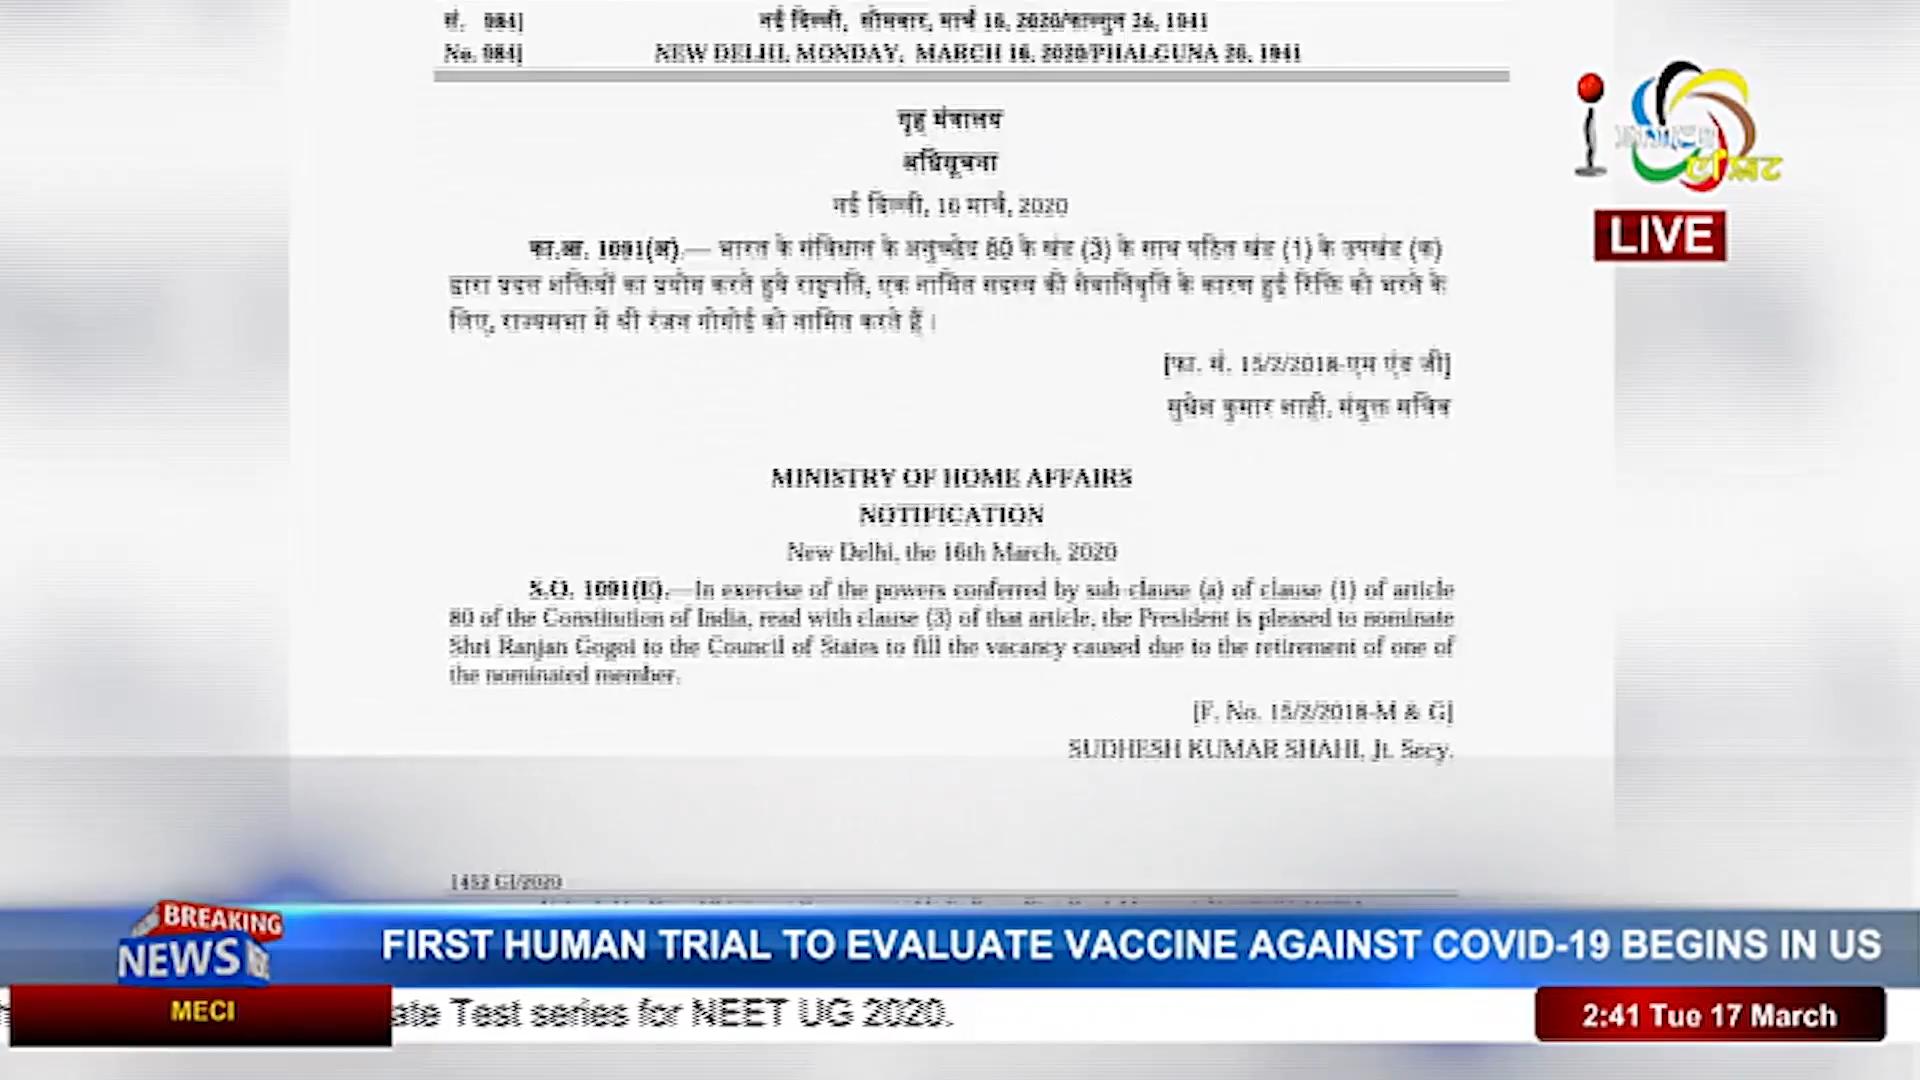 सं. 984]
नई दिल्ली, सोमवार, मार्च 16, 2020/फाल्गुन 26, 1941
No. 984]
NEW DELHI, MONDAY, MARCH 16, 2020/PHALGUNA 26, 1941
गृह मंत्रालय
अधिसूचना
नई दिल्ली, 16 मार्च, 2020
का.आ. 1091(अ).— भारत के संविधान के अनुच्छेद 80 के खंड (3) के साथ पठित खंड (1) के उपखंड (क)
द्वारा प्रदत्त शक्तियों का प्रयोग करते हुये राष्ट्रपति, एक नामित सदस्य की सेवानिवृति के कारण हुई रिक्ति को भरने के
लिए, राज्यसभा में श्री रंजन गोगोई को नामित करते हैं ।
[फा. सं. 15/2/2018-एम एंड जी]
सुधेश कुमार शाही, संयुक्त सचिव
MINISTRY OF HOME AFFAIRS
NOTIFICATION
New Delhi, the 16th March, 2020
S.O. 1091(E).—In exercise of the powers conferred by sub-clause (a) of clause (1) of article
80 of the Constitution of India, read with clause (3) of that article, the President is pleased to nominate
Shri Ranjan Gogoi to the Council of States to fill the vacancy caused due to the retirement of one of
the nominated member.
[F. No. 15/2/2018-M & G]
SUDHESH KUMAR SHAHI, Jt. Secy.
1452 GI/2020
LIVE
BREAKING
NEWS
FIRST HUMAN TRIAL TO EVALUATE VACCINE AGAINST COVID-19 BEGINS IN US
MECI
ate Test series for NEET UG 2020.
2:41 Tue 17 March